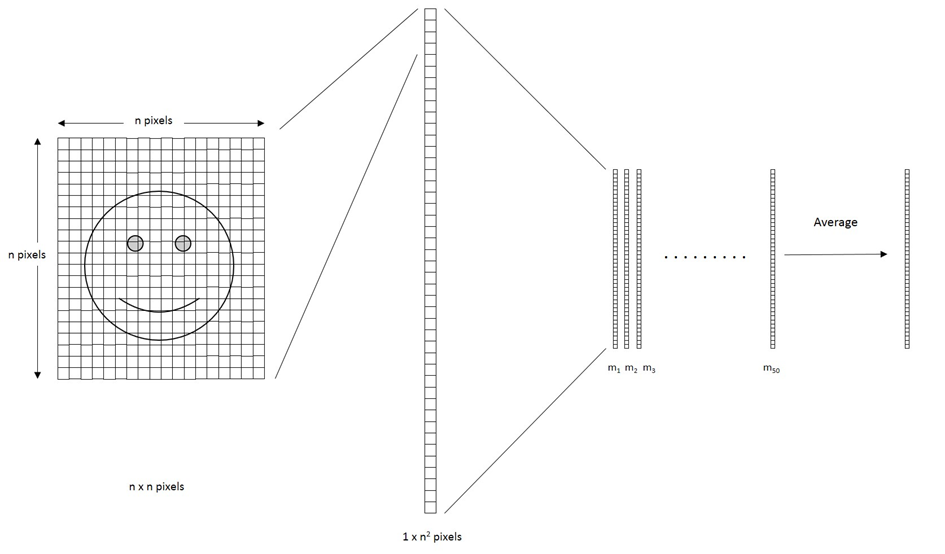 n pixels
n pixels
n x n pixels
1 x n² pixels
m₁ m₂ m₃
.........
m₅₀
Average